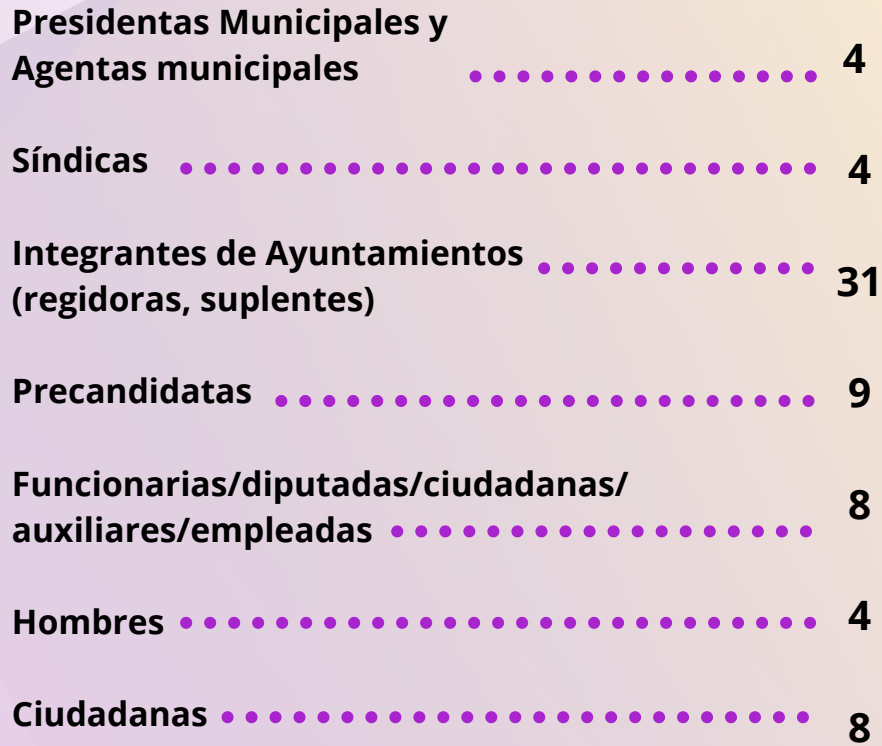 Presidentas Municipales y
Agentas municipales 4
Síndicas 4
Integrantes de Ayuntamientos
(regidoras, suplentes) 31
Precandidatas 9
Funcionarias/diputadas/ciudadanas/
auxiliares/empleadas 8
Hombres 4
Ciudadanas 8